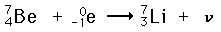 ⁷₄Be + ⁰₋₁e ⟶ ⁷₃Li + ν